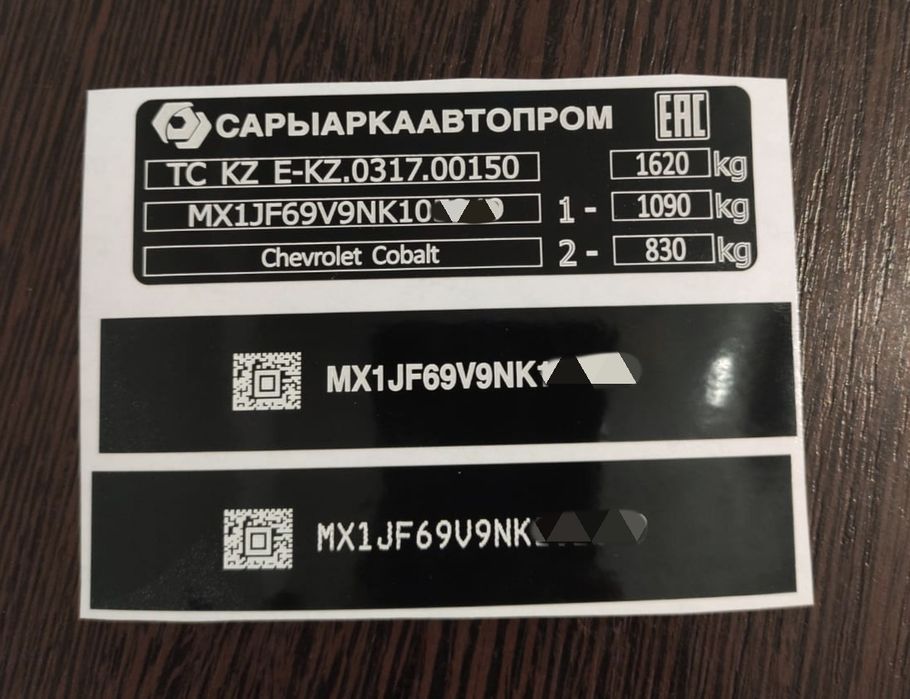 САРЫАРКААВТОПРОМ EAC
ТС KZ E-KZ.0317.00150 1620 kg
MX1JF69V9NK10 1 - 1090 kg
Chevrolet Cobalt 2 - 830 kg
MX1JF69V9NK1
MX1JF69V9NK